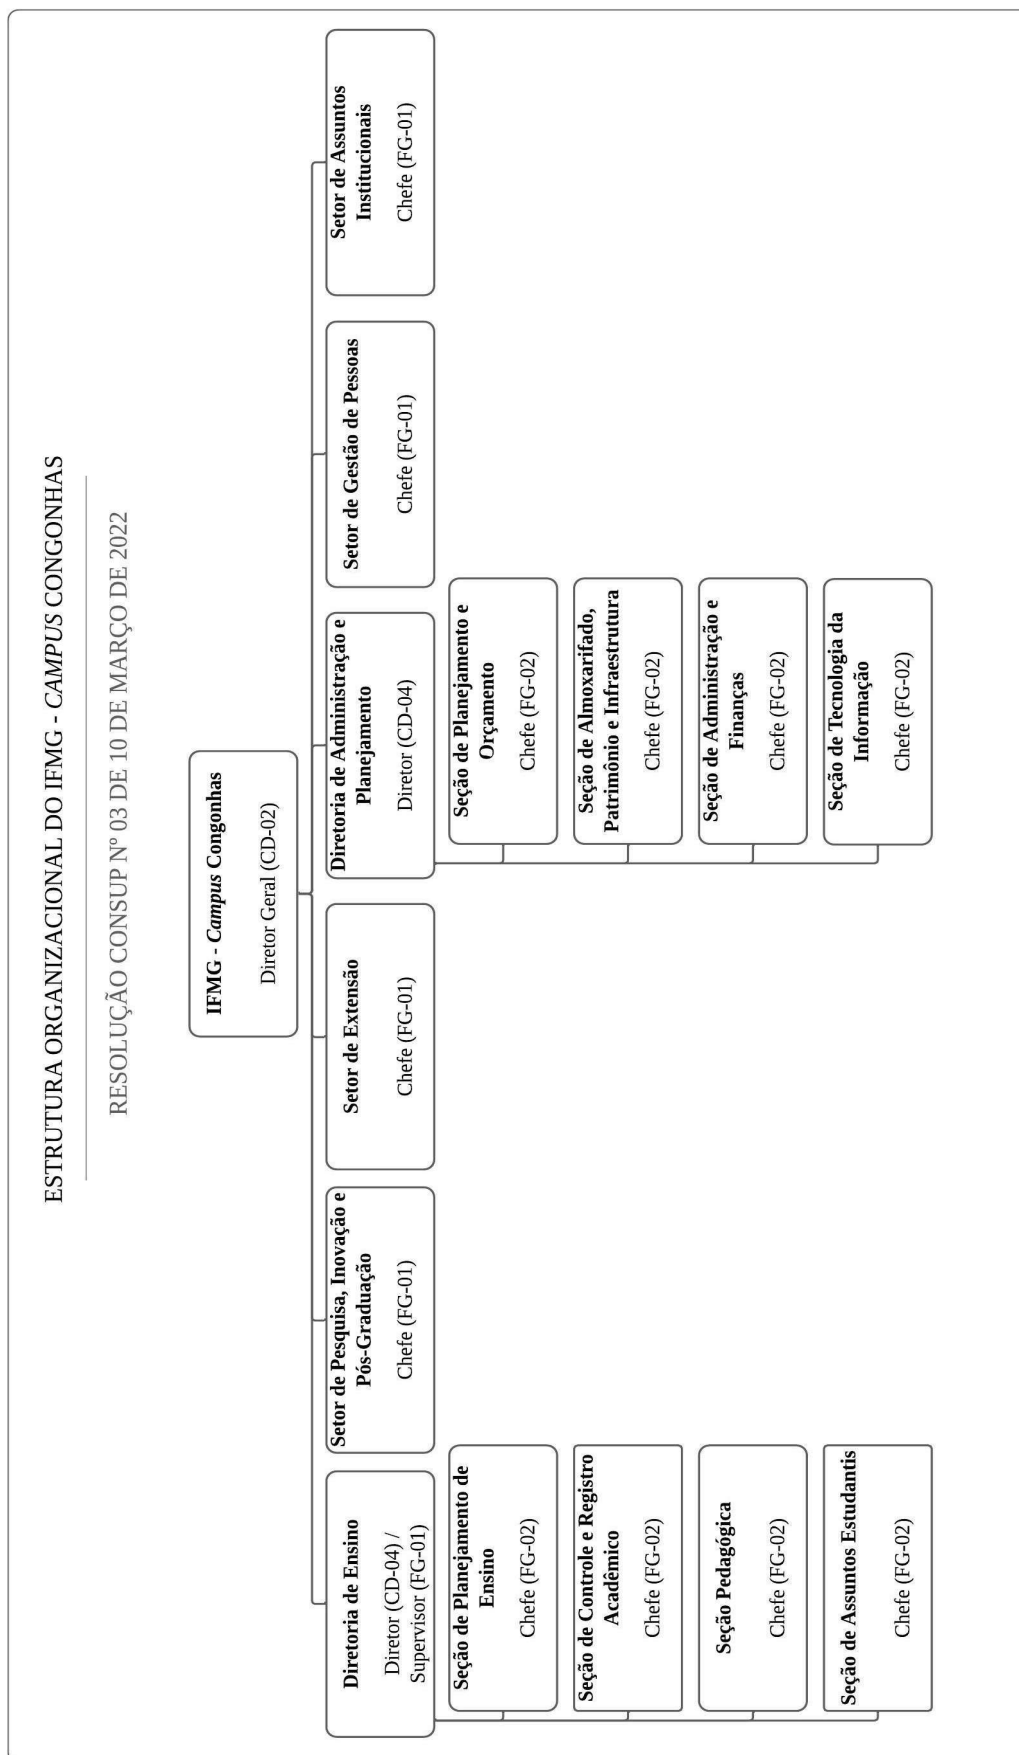 ESTRUTURA ORGANIZACIONAL DO IFMG - CAMPUS CONGONHAS
RESOLUÇÃO CONSUP Nº 03 DE 10 DE MARÇO DE 2022
IFMG - Campus Congonhas
Diretor Geral (CD-02)
Diretoria de Ensino
Diretor (CD-04) /
Supervisor (FG-01)
Seção de Planejamento de
Ensino
Chefe (FG-02)
Seção de Controle e Registro
Acadêmico
Chefe (FG-02)
Seção Pedagógica
Chefe (FG-02)
Seção de Assuntos Estudantis
Chefe (FG-02)
Setor de Pesquisa, Inovação e
Pós-Graduação
Chefe (FG-01)
Setor de Extensão
Chefe (FG-01)
Diretoria de Administração e
Planejamento
Diretor (CD-04)
Seção de Planejamento e
Orçamento
Chefe (FG-02)
Seção de Almoxarifado,
Patrimônio e Infraestrutura
Chefe (FG-02)
Seção de Administração e
Finanças
Chefe (FG-02)
Seção de Tecnologia da
Informação
Chefe (FG-02)
Setor de Gestão de Pessoas
Chefe (FG-01)
Setor de Assuntos
Institucionais
Chefe (FG-01)